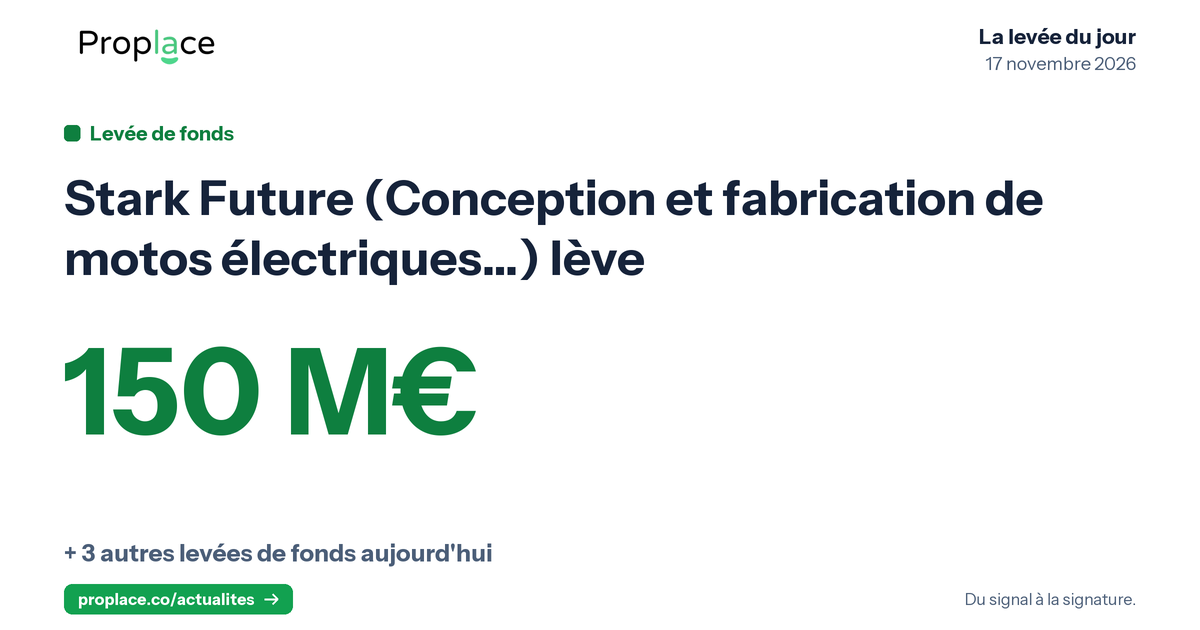 Proplace
La levée du jour
17 novembre 2026
Levée de fonds
Stark Future (Conception et fabrication de
motos électriques...) lève
150 M€
+ 3 autres levées de fonds aujourd'hui
proplace.co/actualites →
Du signal à la signature.